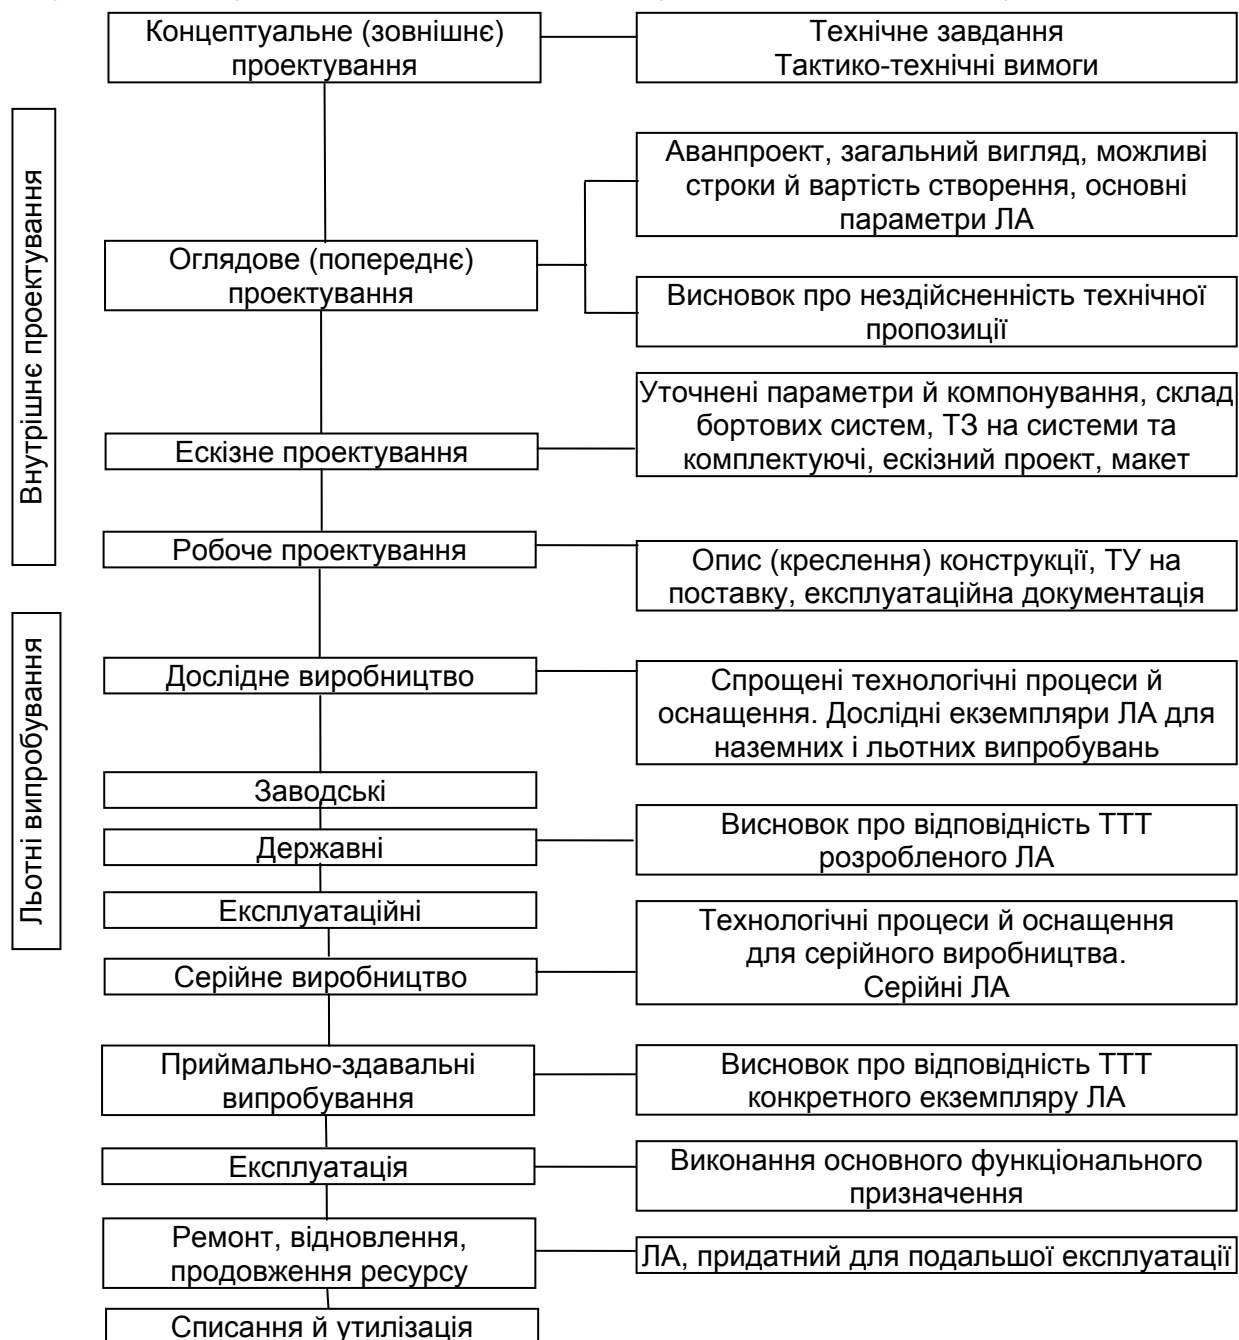 Концептуальне (зовнішнє)
проектування
Технічне завдання
Тактико-технічні вимоги
Внутрішнє проектування
Аванпроект, загальний вигляд, можливі
строки й вартість створення, основні
параметри ЛА
Оглядове (попереднє)
проектування
Висновок про нездійсненність технічної
пропозиції
Уточнені параметри й компонування, склад
бортових систем, ТЗ на системи та
комплектуючі, ескізний проект, макет
Ескізне проектування
Робоче проектування
Опис (креслення) конструкції, ТУ на
поставку, експлуатаційна документація
Льотні випробування
Дослідне виробництво
Спрощені технологічні процеси й
оснащення. Дослідні екземпляри ЛА для
наземних і льотних випробувань
Заводські
Державні
Висновок про відповідність ТТТ
розробленого ЛА
Експлуатаційні
Технологічні процеси й оснащення
для серійного виробництва.
Серійні ЛА
Серійне виробництво
Приймально-здавальні
випробування
Висновок про відповідність ТТТ
конкретного екземпляру ЛА
Експлуатація
Виконання основного функціонального
призначення
Ремонт, відновлення,
продовження ресурсу
ЛА, придатний для подальшої експлуатації
Списання й утилізація